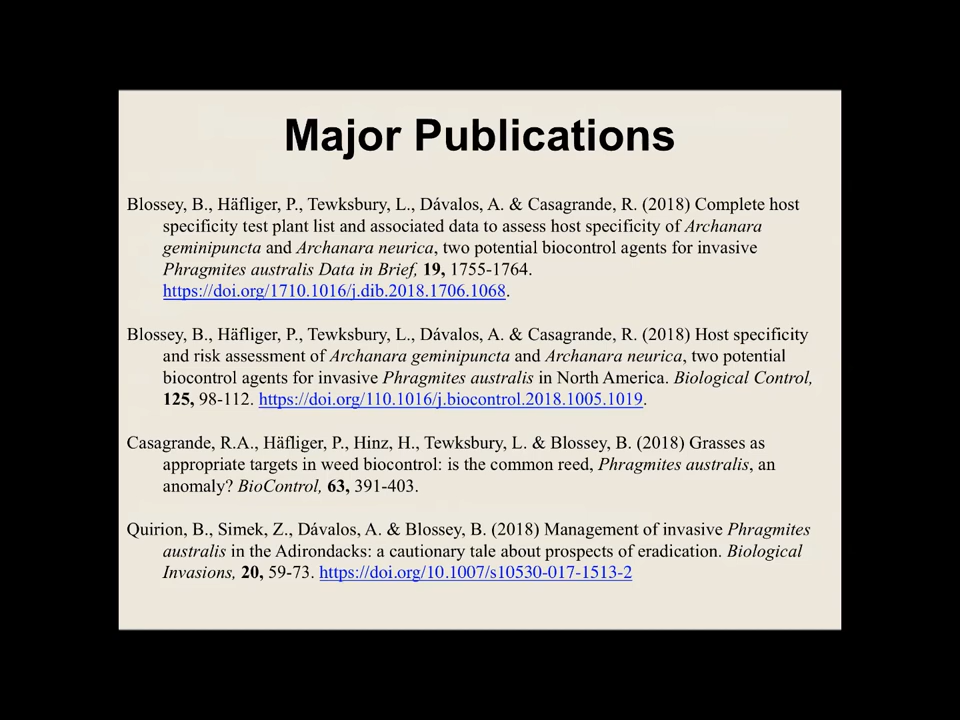 Major Publications
Blossey, B., Häfliger, P., Tewksbury, L., Dávalos, A. & Casagrande, R. (2018) Complete host
specificity test plant list and associated data to assess host specificity of Archanara
geminipuncta and Archanara neurica, two potential biocontrol agents for invasive
Phragmites australis Data in Brief, 19, 1755-1764.
https://doi.org/1710.1016/j.dib.2018.1706.1068.
Blossey, B., Häfliger, P., Tewksbury, L., Dávalos, A. & Casagrande, R. (2018) Host specificity
and risk assessment of Archanara geminipuncta and Archanara neurica, two potential
biocontrol agents for invasive Phragmites australis in North America. Biological Control,
125, 98-112. https://doi.org/110.1016/j.biocontrol.2018.1005.1019.
Casagrande, R.A., Häfliger, P., Hinz, H., Tewksbury, L. & Blossey, B. (2018) Grasses as
appropriate targets in weed biocontrol: is the common reed, Phragmites australis, an
anomaly? BioControl, 63, 391-403.
Quirion, B., Simek, Z., Dávalos, A. & Blossey, B. (2018) Management of invasive Phragmites
australis in the Adirondacks: a cautionary tale about prospects of eradication. Biological
Invasions, 20, 59-73. https://doi.org/10.1007/s10530-017-1513-2